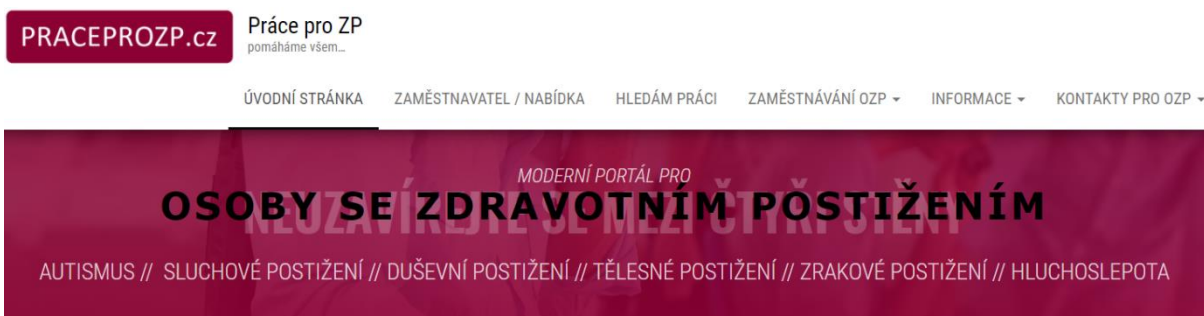 PRACEPROZP.cz
Práce pro ZP
pomáháme všem...
ÚVODNÍ STRÁNKA ZAMĚSTNAVATEL / NABÍDKA HLEDÁM PRÁCI ZAMĚSTNÁVÁNÍ OZP INFORMACE KONTAKTY PRO OZP
MODERNÍ PORTÁL PRO
OSOBY SE ZDRAVOTNÍM POSTIŽENÍM
NEUZAVÍREJTE SE MEZI ČTYŘI STĚNY
AUTISMUS // SLUCHOVÉ POSTIŽENÍ // DUŠEVNÍ POSTIŽENÍ // TĚLESNÉ POSTIŽENÍ // ZRAKOVÉ POSTIŽENÍ // HLUCHOSLEPOTA